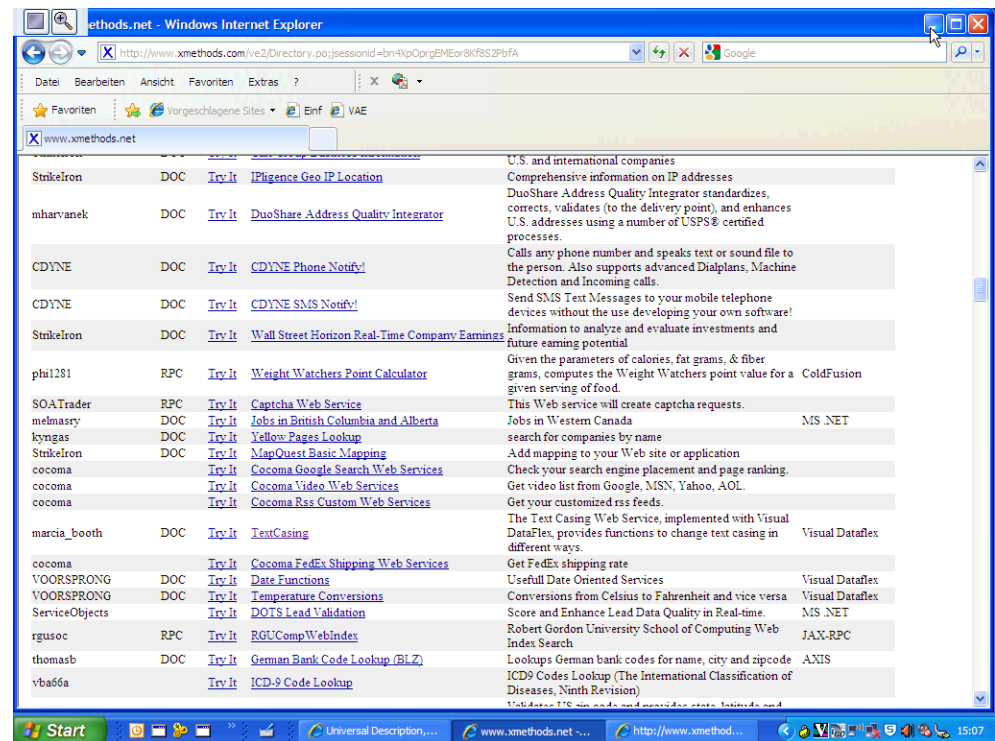 ethods.net - Windows Internet Explorer
http://www.xmethods.com/ve2/Directory.po;jsessionid=bn4XpOprgEMEor8Kf8S2PbfA
Google
Datei Bearbeiten Ansicht Favoriten Extras ?
Favoriten Vorgeschlagene Sites Einf VAE
www.xmethods.net
U.S. and international companies
StrikeIron DOC Try It IPligence Geo IP Location Comprehensive information on IP addresses
DuoShare Address Quality Integrator standardizes,
mharvanek DOC Try It DuoShare Address Quality Integrator corrects, validates (to the delivery point), and enhances
U.S. addresses using a number of USPS® certified
processes.
Calls any phone number and speaks text or sound file to
CDYNE DOC Try It CDYNE Phone Notify! the person. Also supports advanced Dialplans, Machine
Detection and Incoming calls.
CDYNE DOC Try It CDYNE SMS Notify! Send SMS Text Messages to your mobile telephone
devices without the use developing your own software!
StrikeIron DOC Try It Wall Street Horizon Real-Time Company Earnings Information to analyze and evaluate investments and
future earning potential
Given the parameters of calories, fat grams, & fiber
phi1281 RPC Try It Weight Watchers Point Calculator grams, computes the Weight Watchers point value for a ColdFusion
given serving of food.
SOATrader RPC Try It Captcha Web Service This Web service will create captcha requests.
melmasry DOC Try It Jobs in British Columbia and Alberta Jobs in Western Canada MS .NET
kyngas DOC Try It Yellow Pages Lookup search for companies by name
StrikeIron DOC Try It MapQuest Basic Mapping Add mapping to your Web site or application
cocoma Try It Cocoma Google Search Web Services Check your search engine placement and page ranking.
cocoma Try It Cocoma Video Web Services Get video list from Google, MSN, Yahoo, AOL.
cocoma Try It Cocoma Rss Custom Web Services Get your customized rss feeds.
The Text Casing Web Service, implemented with Visual
marcia_booth DOC Try It TextCasing DataFlex, provides functions to change text casing in Visual Dataflex
different ways.
cocoma Try It Cocoma FedEx Shipping Web Services Get FedEx shipping rate
VOORSPRONG DOC Try It Date Functions Usefull Date Oriented Services Visual Dataflex
VOORSPRONG DOC Try It Temperature Conversions Conversions from Celsius to Fahrenheit and vice versa Visual Dataflex
ServiceObjects Try It DOTS Lead Validation Score and Enhance Lead Data Quality in Real-time. MS .NET
rgusoc RPC Try It RGUCompWebIndex Robert Gordon University School of Computing Web JAX-RPC
Index Search
thomasb DOC Try It German Bank Code Lookup (BLZ) Lookups German bank codes for name, city and zipcode AXIS
vba66a Try It ICD-9 Code Lookup ICD9 Codes Lookup (The International Classification of
Diseases, Ninth Revision)
Start Universal Description,... www.xmethods.net -... http://www.xmethod... 15:07